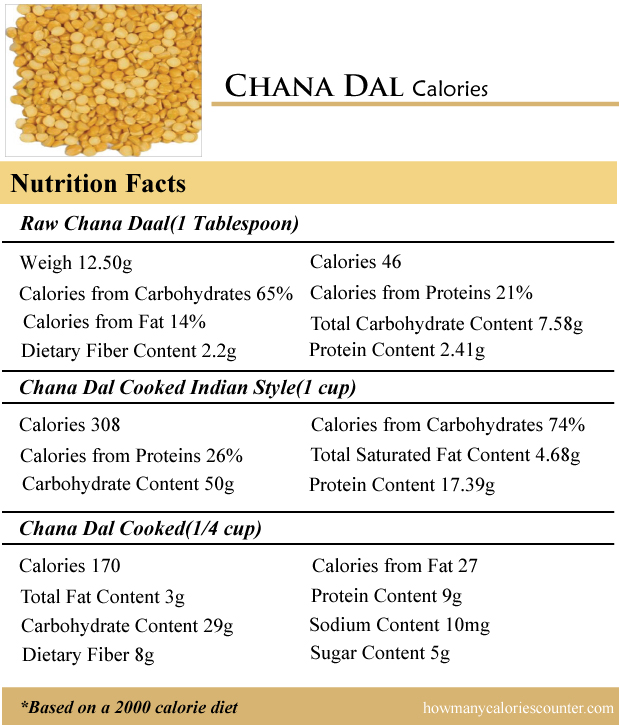 CHANA DAL Calories
Nutrition Facts
Raw Chana Daal(1 Tablespoon)
Weigh 12.50g
Calories 46
Calories from Carbohydrates 65%
Calories from Proteins 21%
Calories from Fat 14%
Total Carbohydrate Content 7.58g
Dietary Fiber Content 2.2g
Protein Content 2.41g
Chana Dal Cooked Indian Style(1 cup)
Calories 308
Calories from Carbohydrates 74%
Calories from Proteins 26%
Total Saturated Fat Content 4.68g
Carbohydrate Content 50g
Protein Content 17.39g
Chana Dal Cooked(1/4 cup)
Calories 170
Calories from Fat 27
Total Fat Content 3g
Protein Content 9g
Carbohydrate Content 29g
Sodium Content 10mg
Dietary Fiber 8g
Sugar Content 5g
*Based on a 2000 calorie diet
howmanycaloriescounter.com